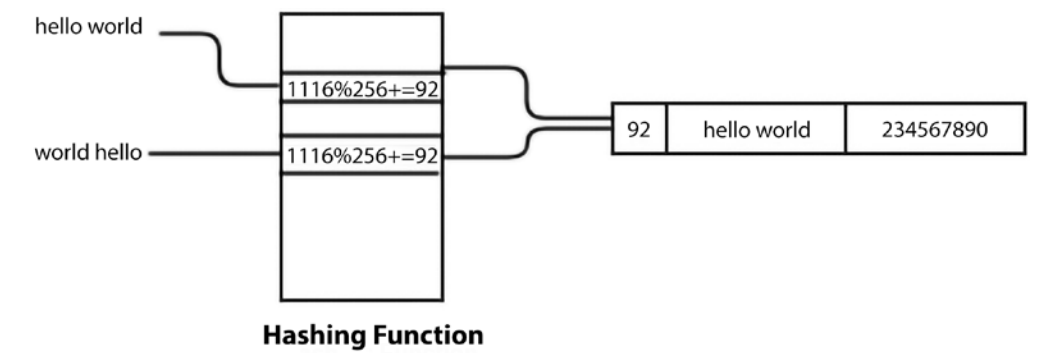 hello world
1116%256+=92
world hello
1116%256+=92
92 hello world 234567890
Hashing Function